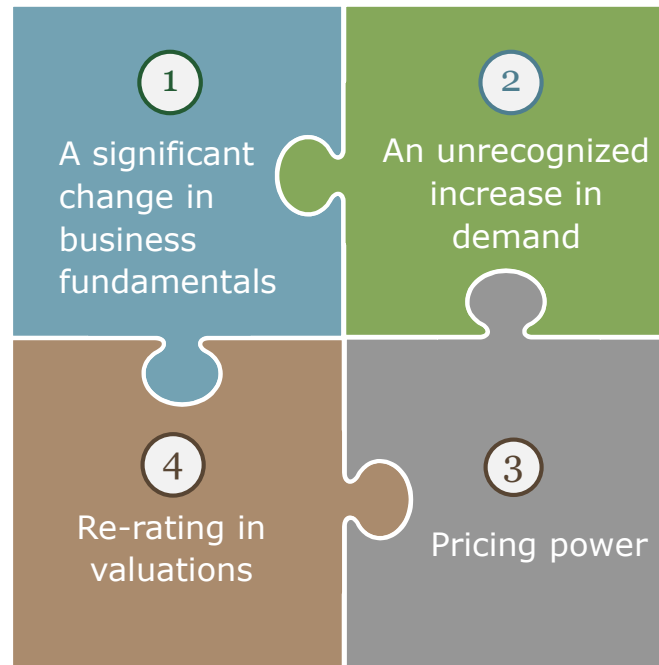 1
A significant
change in
business
fundamentals
2
An unrecognized
increase in
demand
4
Re-rating in
valuations
3
Pricing power